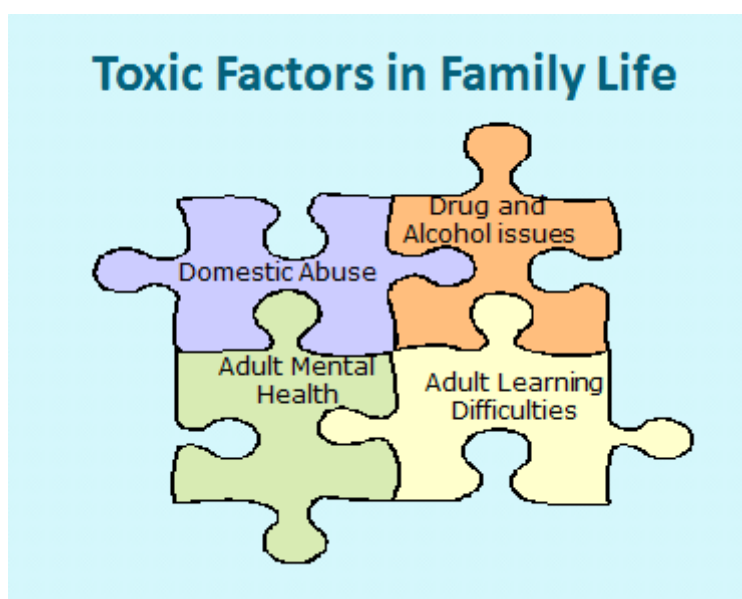 Toxic Factors in Family Life
Drug and
Alcohol issues
Domestic Abuse
Adult Mental
Health
Adult Learning
Difficulties